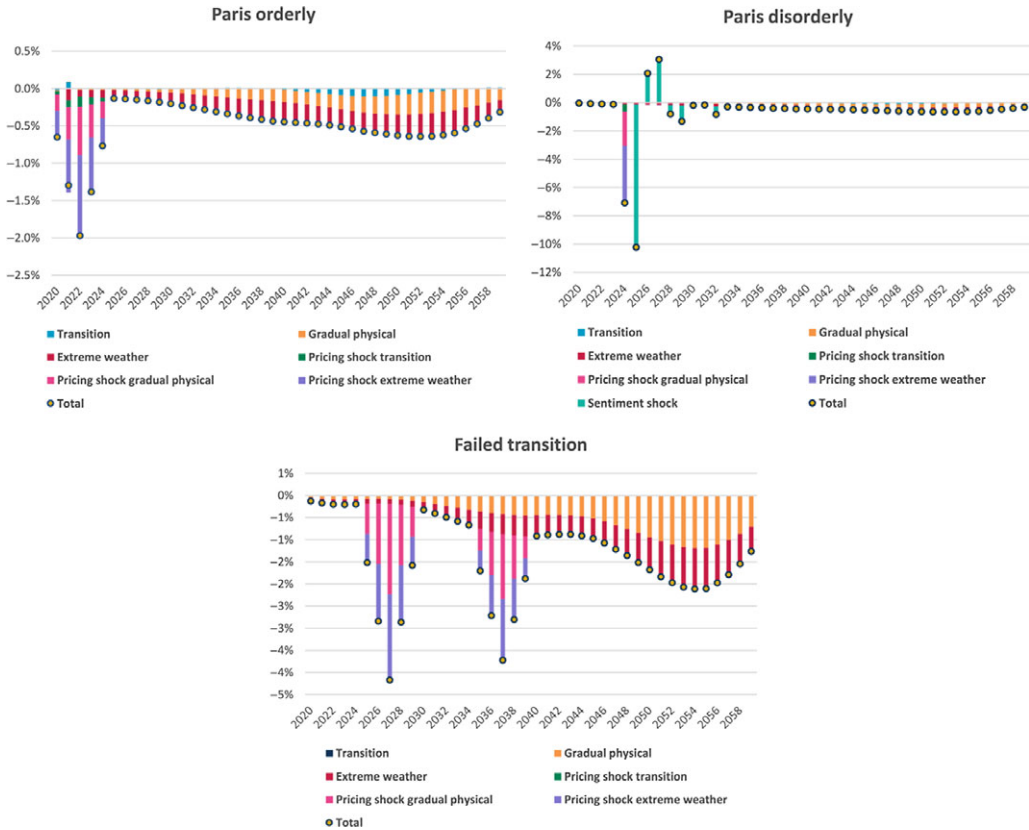 Paris orderly
0.5%
0.0%
−0.5%
−1.0%
−1.5%
−2.0%
−2.5%
2020 2022 2024 2026 2028 2030 2032 2034 2036 2038 2040 2042 2044 2046 2048 2050 2052 2054 2056 2058
Transition Gradual physical
Extreme weather Pricing shock transition
Pricing shock gradual physical Pricing shock extreme weather
Total
Paris disorderly
4%
2%
0%
−2%
−4%
−6%
−8%
−10%
−12%
2020 2022 2024 2026 2028 2030 2032 2034 2036 2038 2040 2042 2044 2046 2048 2050 2052 2054 2056 2058
Transition Gradual physical
Extreme weather Pricing shock transition
Pricing shock gradual physical Pricing shock extreme weather
Sentiment shock Total
Failed transition
1%
0%
−1%
−1%
−2%
−2%
−3%
−3%
−4%
−4%
−5%
2020 2022 2024 2026 2028 2030 2032 2034 2036 2038 2040 2042 2044 2046 2048 2050 2052 2054 2056 2058
Transition Gradual physical
Extreme weather Pricing shock transition
Pricing shock gradual physical Pricing shock extreme weather
Total